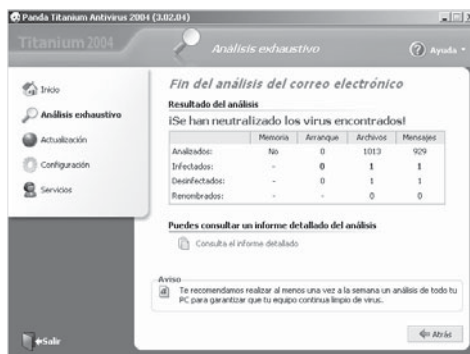 Panda Titanium Antivirus 2004 (3.02.04)
Titanium 2004
Análisis exhaustivo
Ayuda
Inicio
Análisis exhaustivo
Actualización
Configuración
Servicios
Salir
Fin del análisis del correo electrónico
Resultado del análisis
¡Se han neutralizado los virus encontrados!
Memoria Arranque Archivos Mensajes
Analizados: No 0 1013 929
Infectados: - 0 1 1
Desinfectados: - 0 1 1
Renombrados: - - 0 0
Puedes consultar un informe detallado del análisis
Consulta el informe detallado
Aviso
Te recomendamos realizar al menos una vez a la semana un análisis de todo tu
PC para garantizar que tu equipo continua limpio de virus.
Atrás